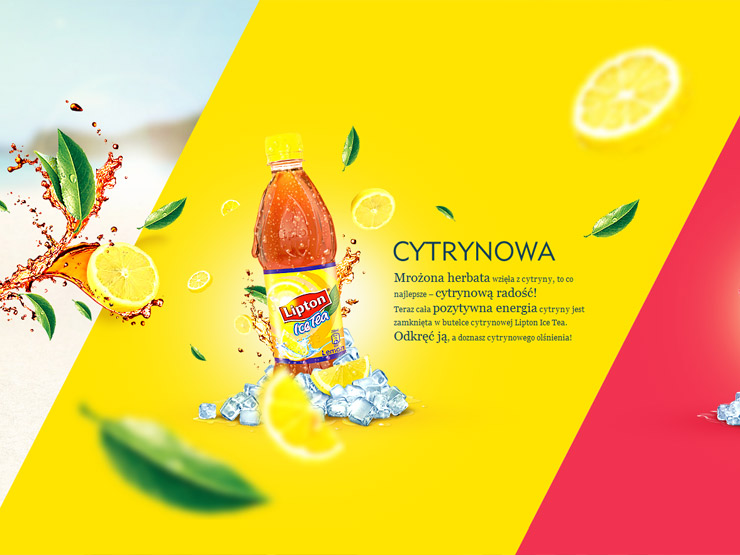 CYTRYNOWA
Mrożona herbata wzięła z cytryny, to co
najlepsze – cytrynową radość!
Teraz cała pozytywna energia cytryny jest
zamknięta w butelce cytrynowej Lipton Ice Tea.
Odkręć ją, a doznasz cytrynowego olśnienia!
Lipton
Ice Tea
Lemon